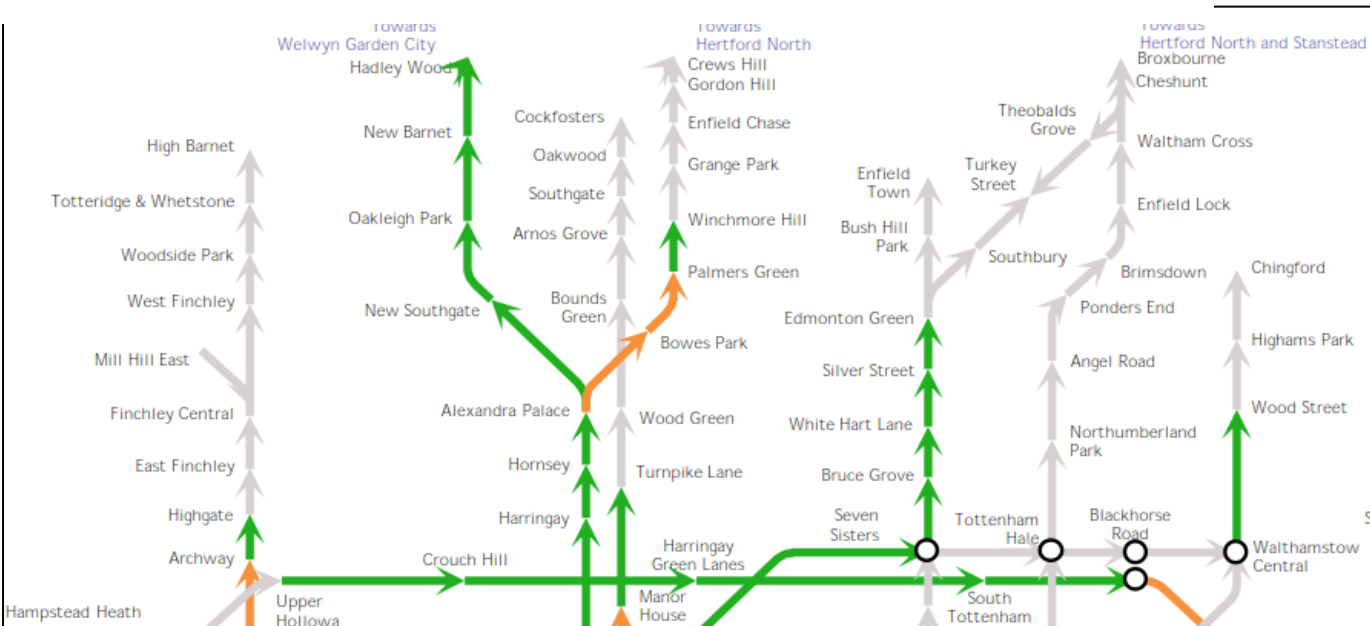 Towards
Welwyn Garden City
Towards
Hertford North
Towards
Hertford North and Stanstead
Hadley Wood
Crews Hill
Gordon Hill
Broxbourne
Cheshunt
Cockfosters
Enfield Chase
Theobalds
Grove
New Barnet
High Barnet
Oakwood
Grange Park
Waltham Cross
Turkey
Street
Enfield
Town
Totteridge & Whetstone
Southgate
Enfield Lock
Oakleigh Park
Winchmore Hill
Arnos Grove
Bush Hill
Park
Woodside Park
Southbury
Palmers Green
Brimsdown
Chingford
West Finchley
New Southgate
Bounds
Green
Ponders End
Edmonton Green
Bowes Park
Highams Park
Mill Hill East
Angel Road
Silver Street
Finchley Central
Alexandra Palace
Wood Green
Wood Street
White Hart Lane
Northumberland
Park
East Finchley
Hornsey
Turnpike Lane
Bruce Grove
Highgate
Harringay
Seven
Sisters
Tottenham
Hale
Blackhorse
Road
Archway
Crouch Hill
Harringay
Green Lanes
Walthamstow
Central
Hampstead Heath
Upper
Hollowa
Manor
House
South
Tottenham